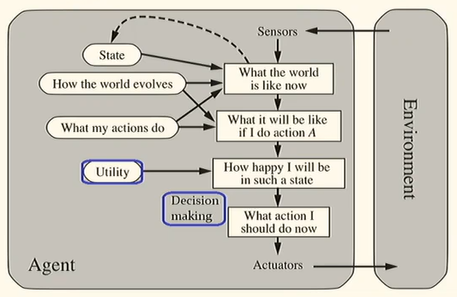 Sensors
State
What the world
is like now
How the world evolves
What it will be like
if I do action A
What my actions do
How happy I will be
in such a state
Utility
Decision
making
What action I
should do now
Agent
Actuators
Environment